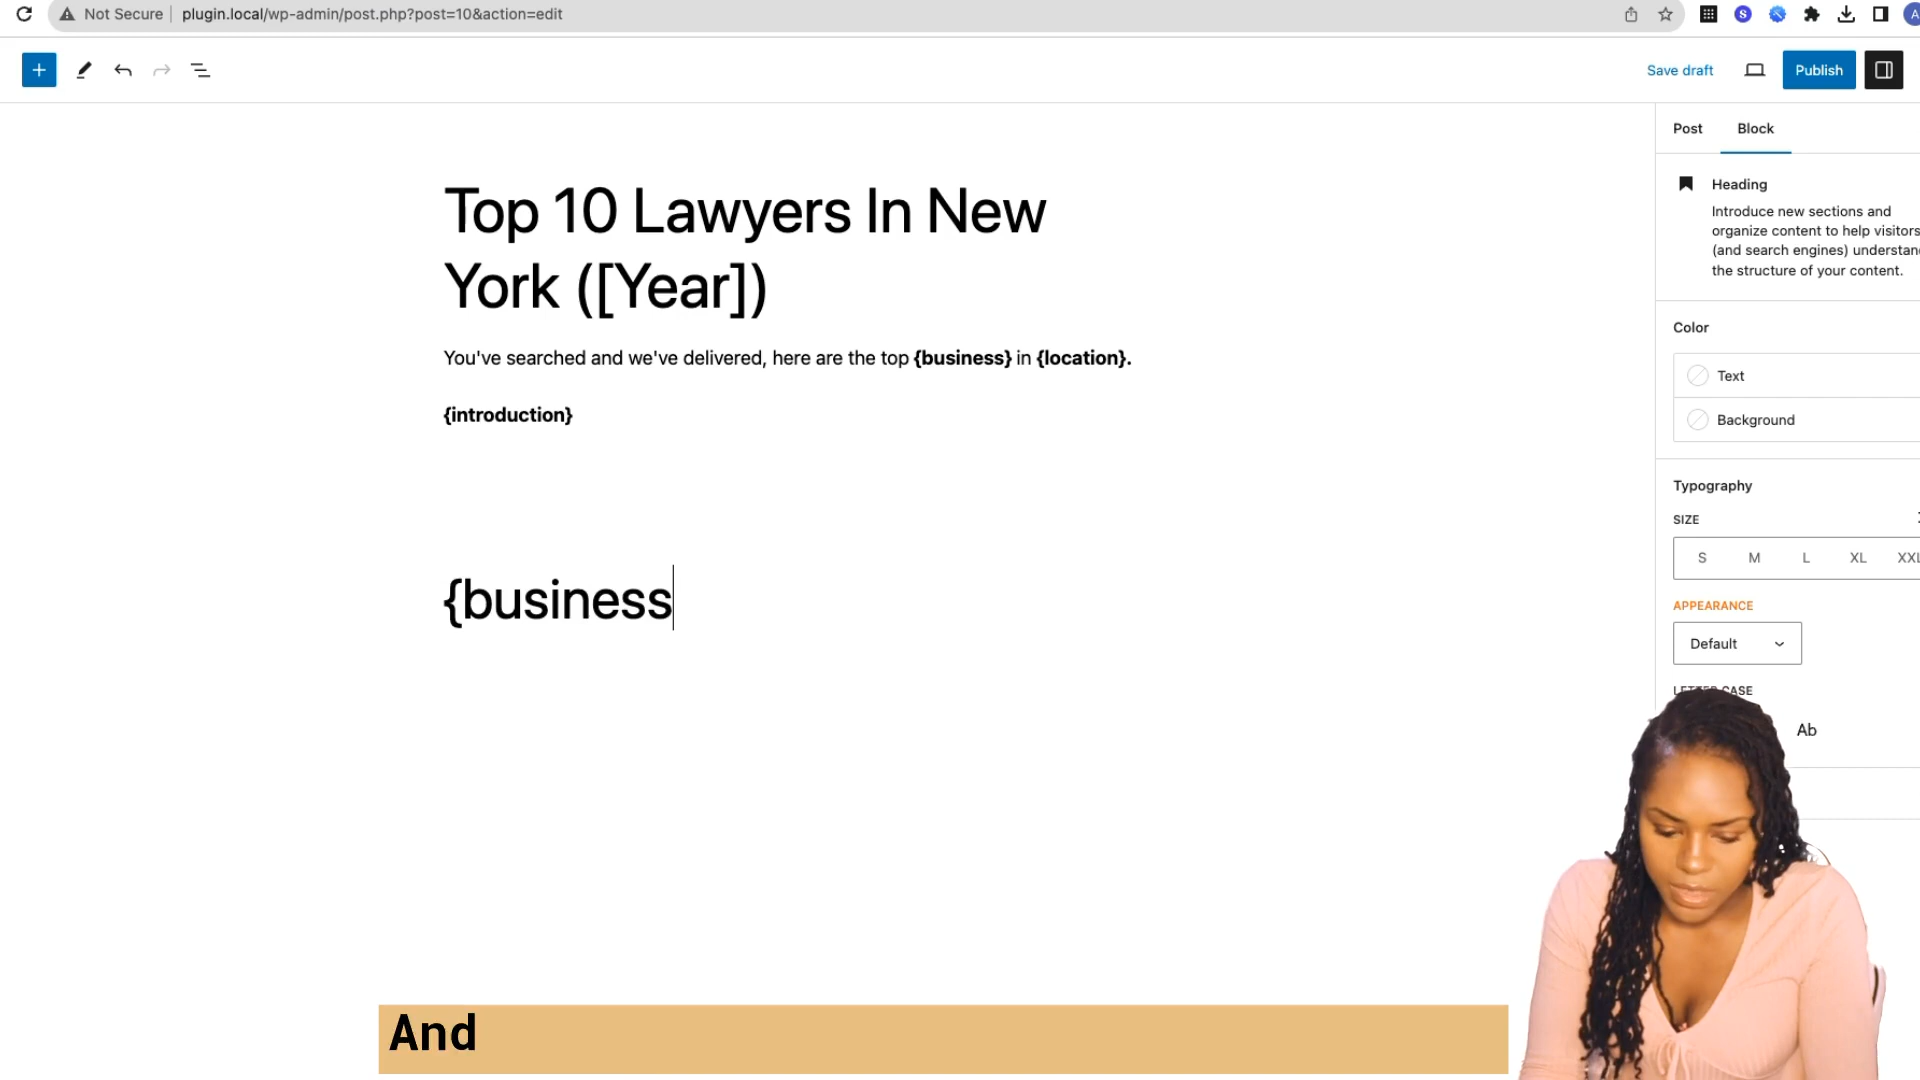 Not Secure plugin.local/wp-admin/post.php?post=10&action=edit
S
A
Save draft
Publish
Post
Block
Top 10 Lawyers In New
York ([Year])
You've searched and we've delivered, here are the top {business} in {location}.
{introduction}
{business
Heading
Introduce new sections and
organize content to help visitors
(and search engines) understan
the structure of your content.
Color
Text
Background
Typography
SIZE
S M L XL XXL
APPEARANCE
Default
LETTER CASE
Ab
And